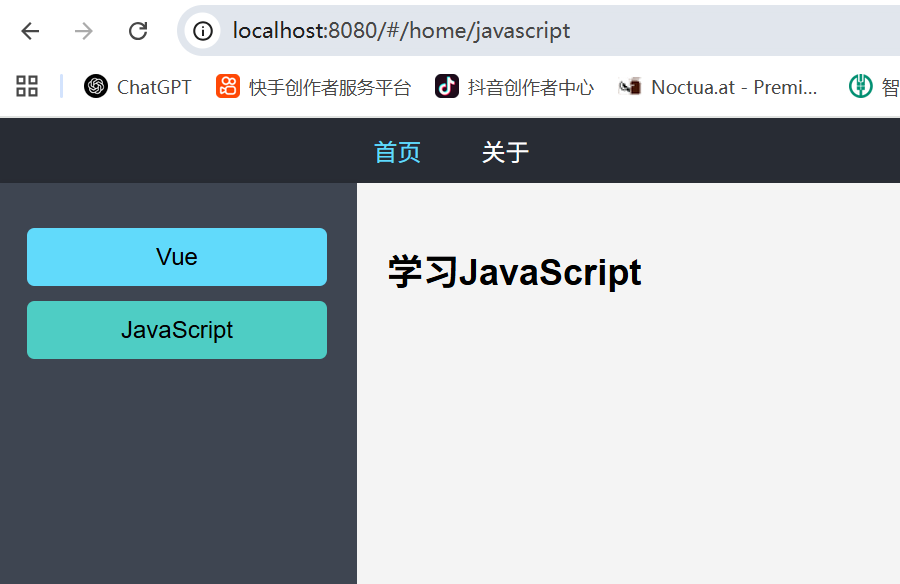 localhost:8080/#/home/javascript
ChatGPT 快手创作者服务平台 抖音创作者中心 Noctua.at - Premi... 智
首页 关于
Vue
学习JavaScript
JavaScript